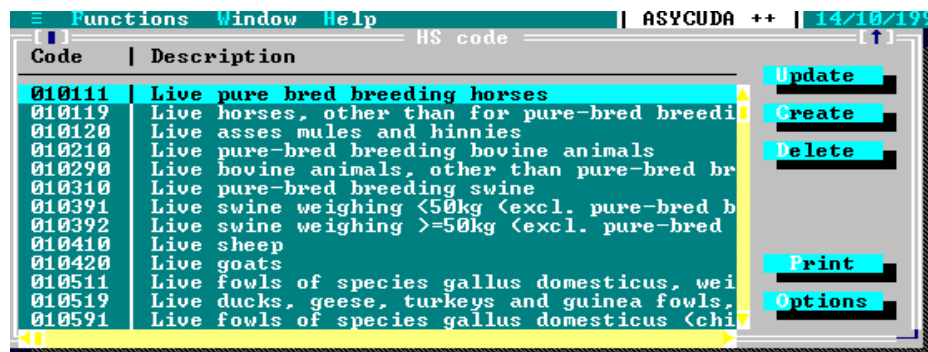 ≡ Functions Window Help | ASYCUDA ++ | 14/10/199
HS code
Code | Description
010111 | Live pure bred breeding horses
010119 | Live horses, other than for pure-bred breedi
010120 | Live asses mules and hinnies
010210 | Live pure-bred breeding bovine animals
010290 | Live bovine animals, other than pure-bred br
010310 | Live pure-bred breeding swine
010391 | Live swine weighing <50kg (excl. pure-bred b
010392 | Live swine weighing >=50kg (excl. pure-bred
010410 | Live sheep
010420 | Live goats
010511 | Live fowls of species gallus domesticus, wei
010519 | Live ducks, geese, turkeys and guinea fowls,
010591 | Live fowls of species gallus domesticus (chi
Update
Create
Delete
Print
Options